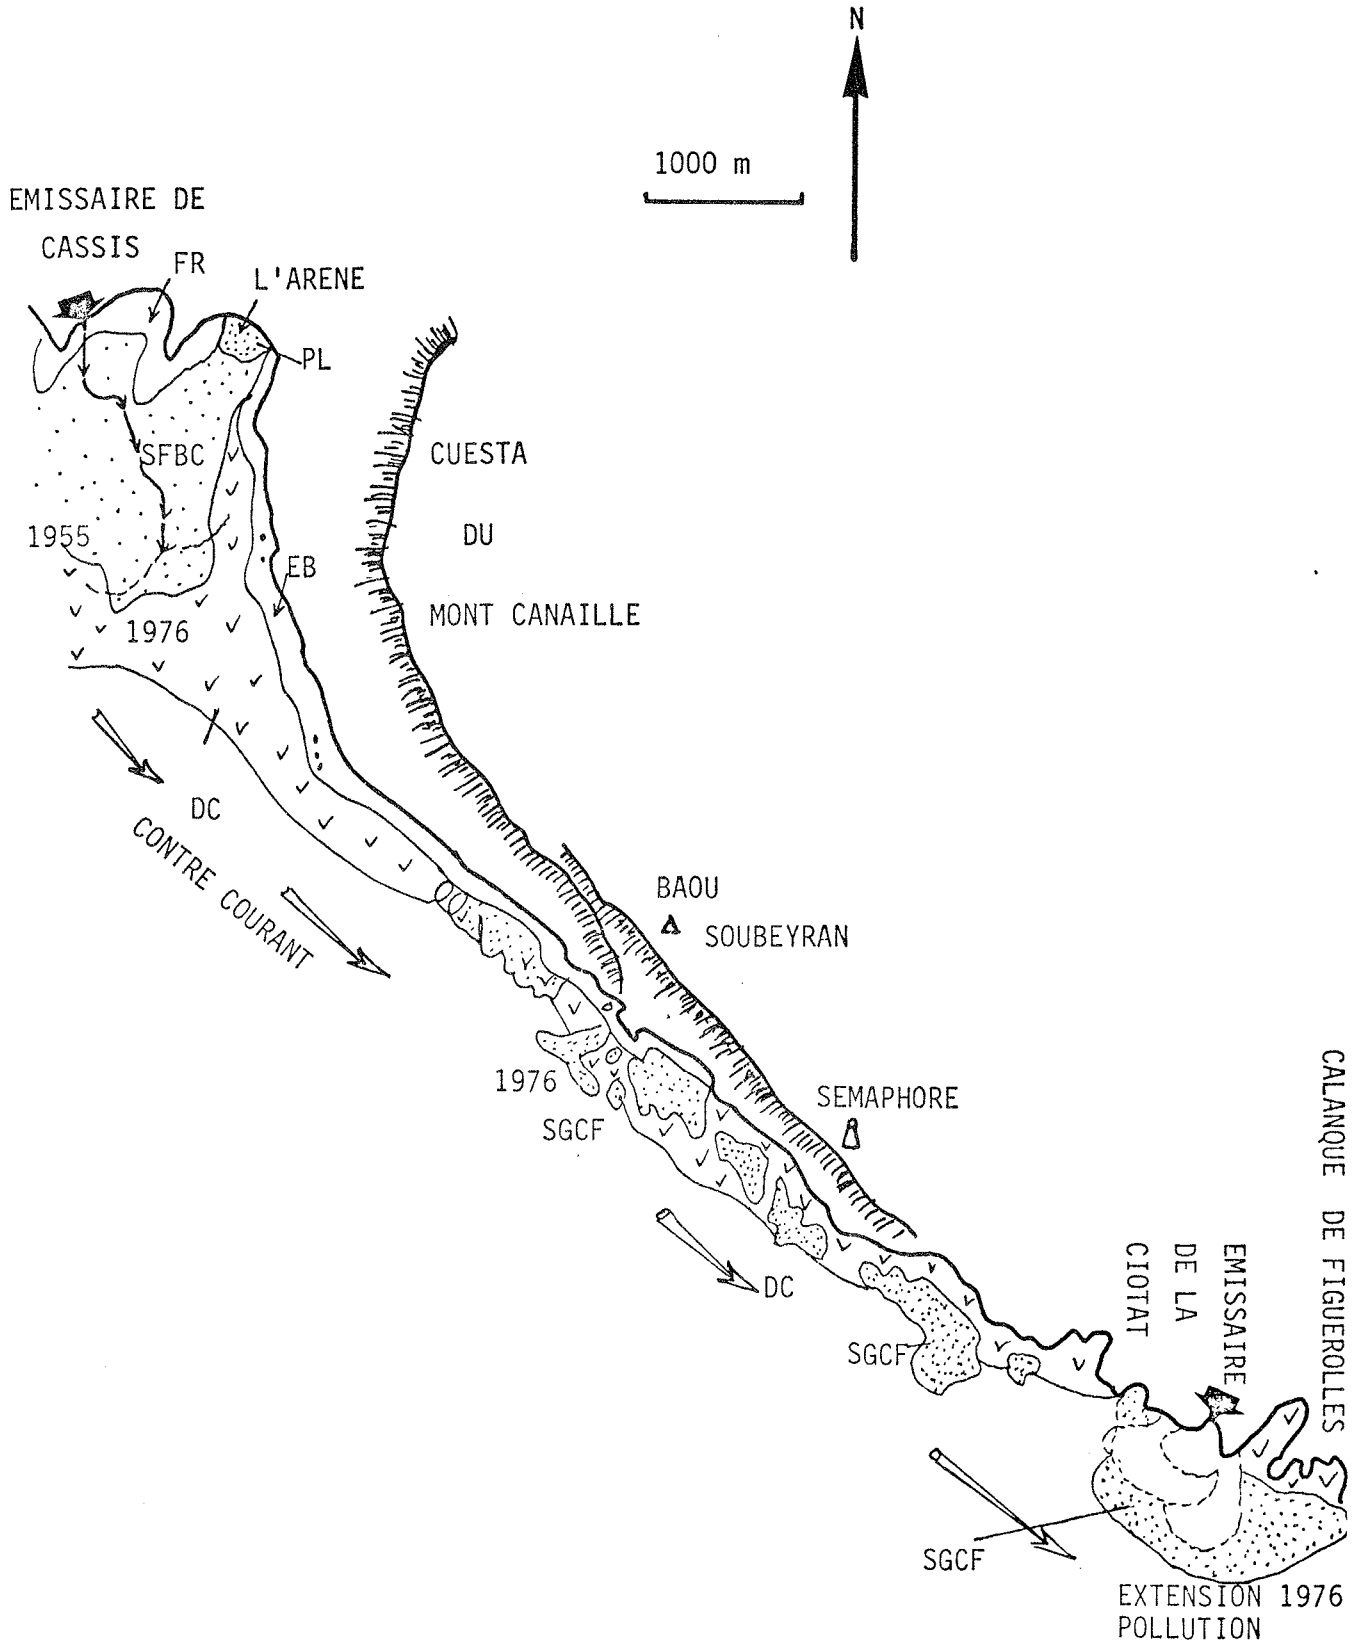 N
1000 m
EMISSAIRE DE
CASSIS
FR
L'ARENE
PL
SFBC
CUESTA
DU
MONT CANAILLE
1955
EB
1976
DC
CONTRE COURANT
BAOU
SOUBEYRAN
1976
SGCF
SEMAPHORE
DC
SGCF
CALANQUE DE FIGUEROLLES
EMISSAIRE
DE LA
CIOTAT
SGCF
EXTENSION 1976
POLLUTION